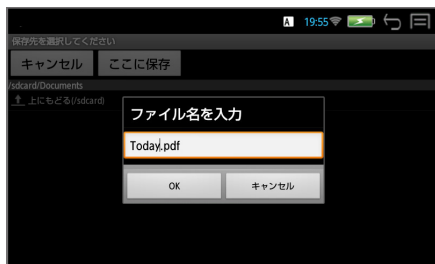 A 19:55
保存先を選択してください
キャンセル ここに保存
/sdcard/Documents
上にもどる(/sdcard)
ファイル名を入力
Today.pdf
OK キャンセル